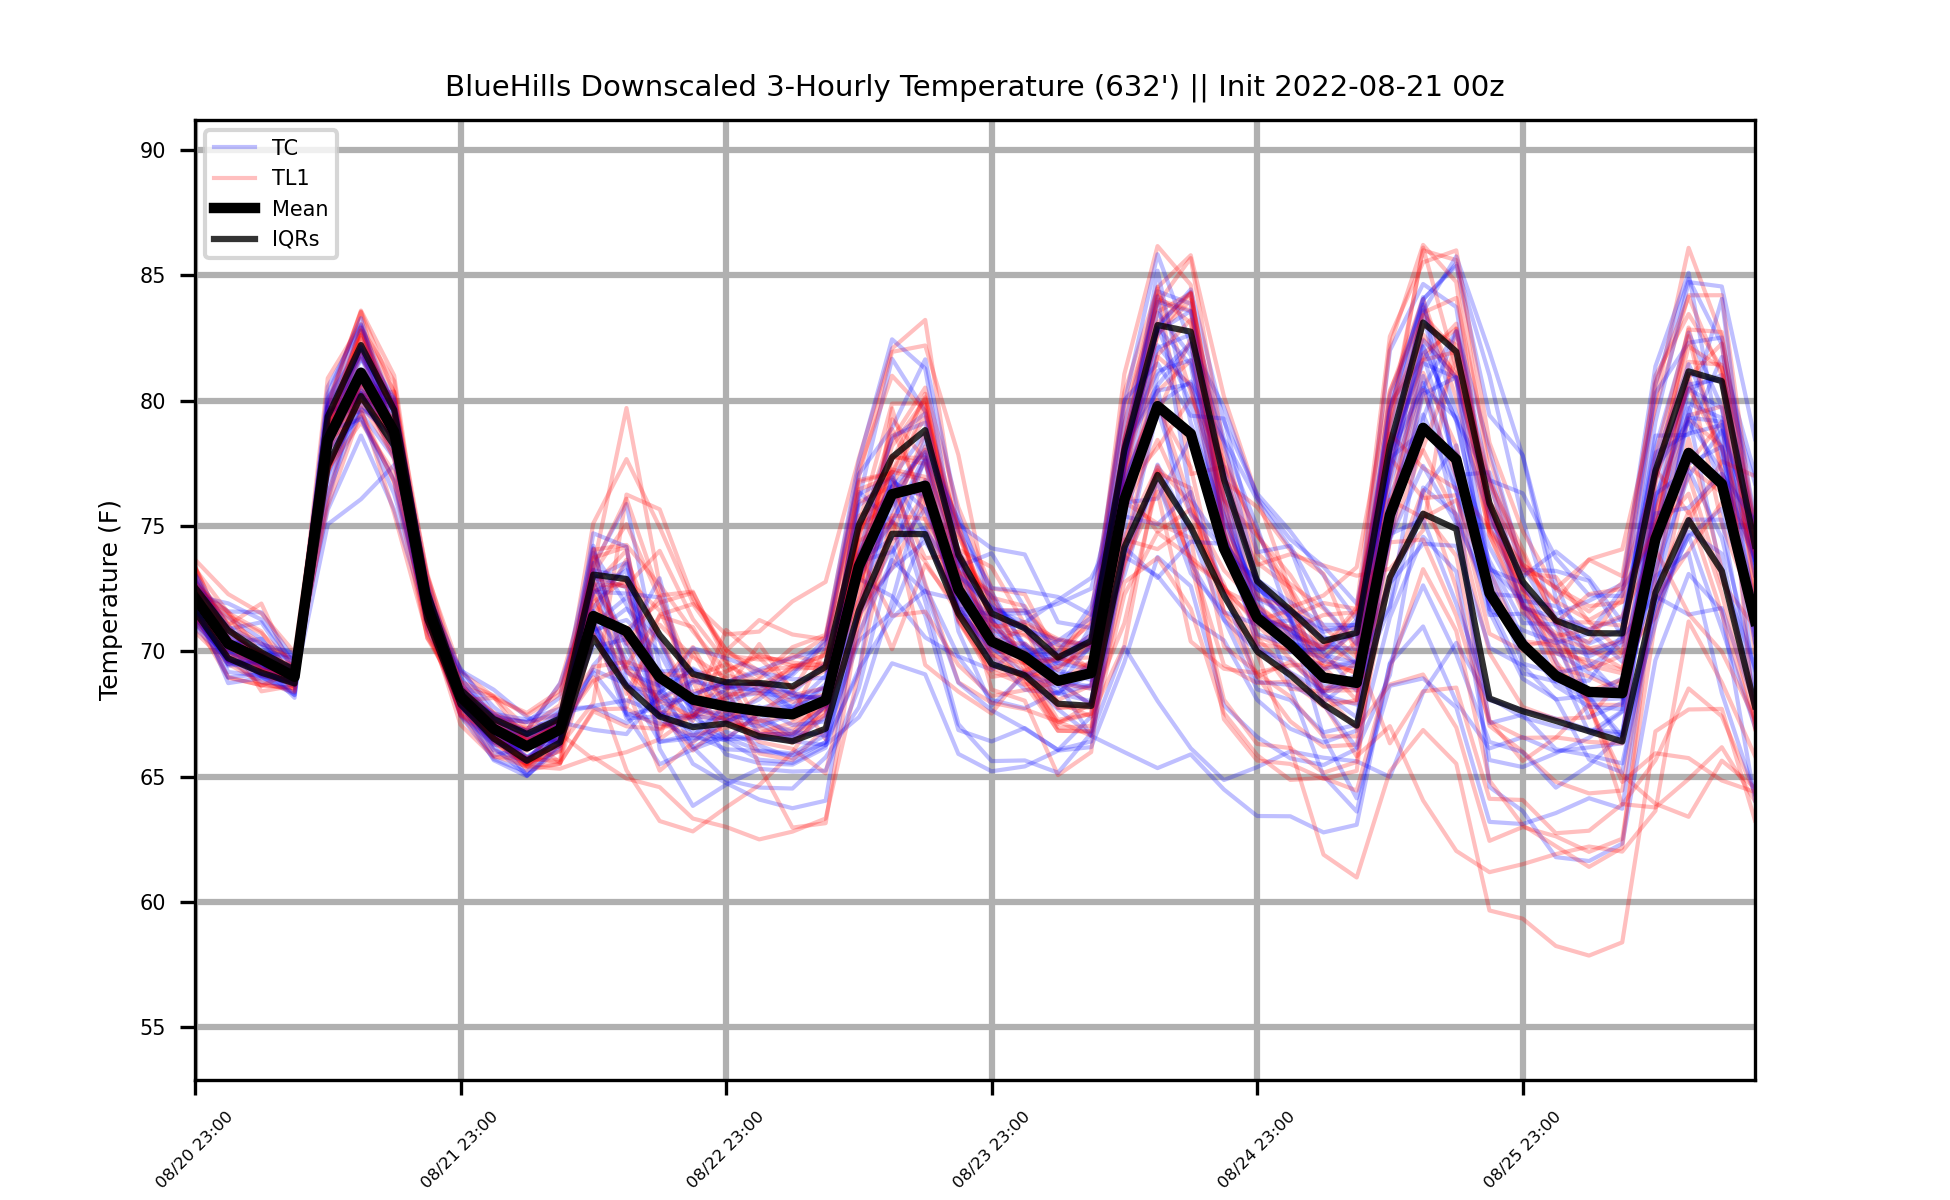 BlueHills Downscaled 3-Hourly Temperature (632') || Init 2022-08-21 00z
TC
TL1
Mean
IQRs
Temperature (F)
90
85
80
75
70
65
60
55
08/20 23:00
08/21 23:00
08/22 23:00
08/23 23:00
08/24 23:00
08/25 23:00